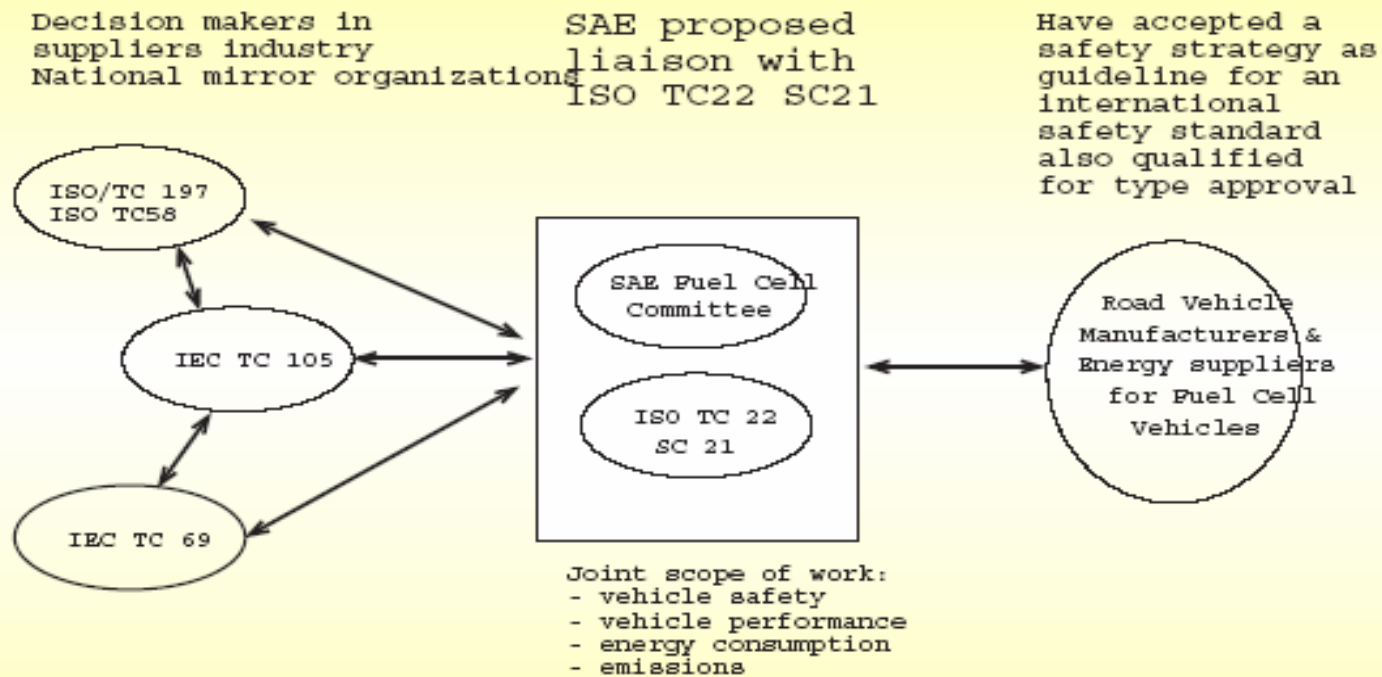 Decision makers in
suppliers industry
National mirror organizations
SAE proposed
liaison with
ISO TC22 SC21
Have accepted a
safety strategy as
guideline for an
international
safety standard
also qualified
for type approval
ISO/TC 197
ISO TC58
IEC TC 105
IEC TC 69
SAE Fuel Cell
Committee
ISO TC 22
SC 21
Road Vehicle
Manufacturers &
Energy suppliers
for Fuel Cell
Vehicles
Joint scope of work:
- vehicle safety
- vehicle performance
- energy consumption
- emissions